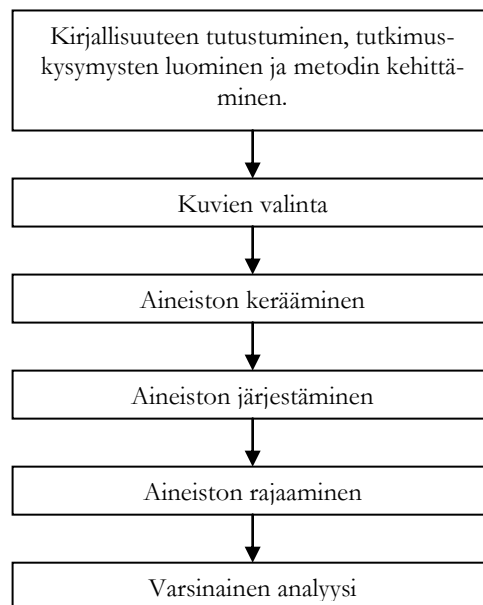 Kirjallisuuteen tutustuminen, tutkimus-
kysymysten luominen ja metodin kehittä-
minen.
Kuvien valinta
Aineiston kerääminen
Aineiston järjestäminen
Aineiston rajaaminen
Varsinainen analyysi